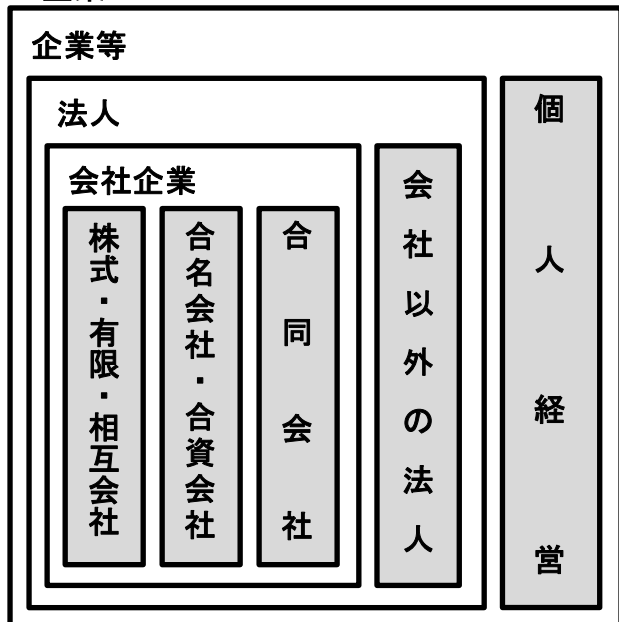 企業等
法人
会社企業
株式・有限・相互会社
合名会社・合資会社
合同会社
会社以外の法人
個人経営